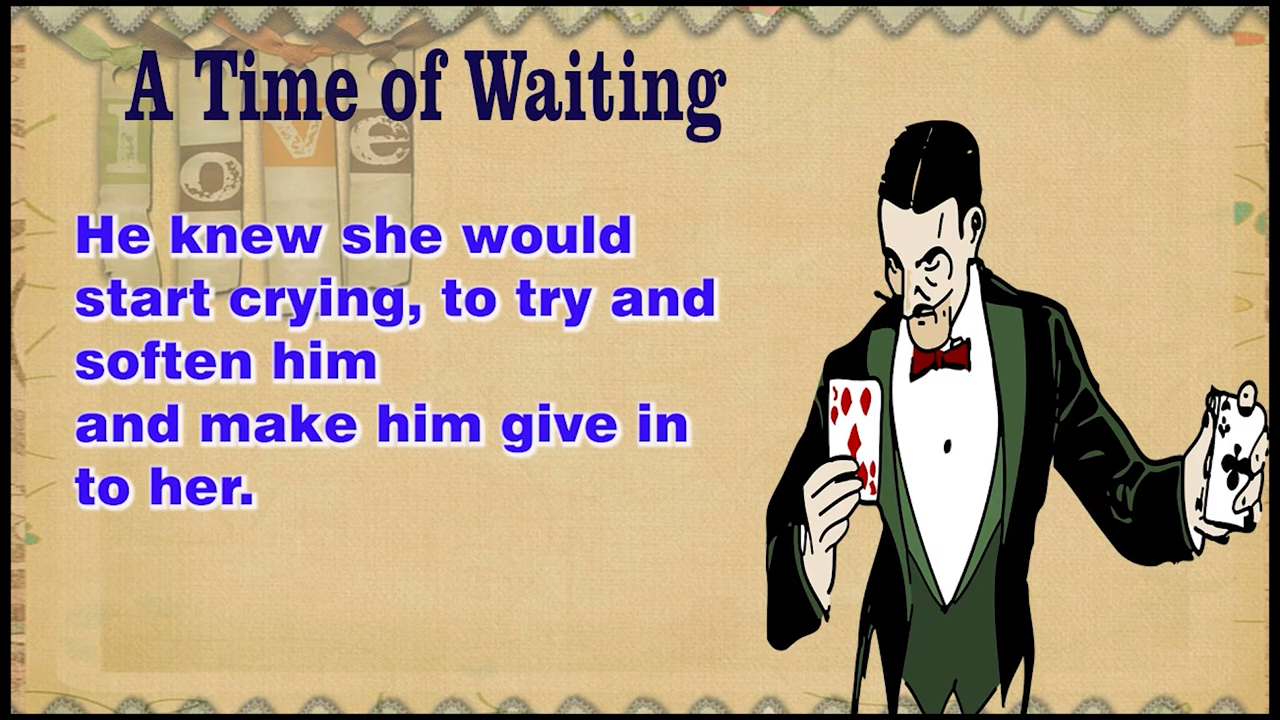 A Time of Waiting
Love
He knew she would
start crying, to try and
soften him
and make him give in
to her.